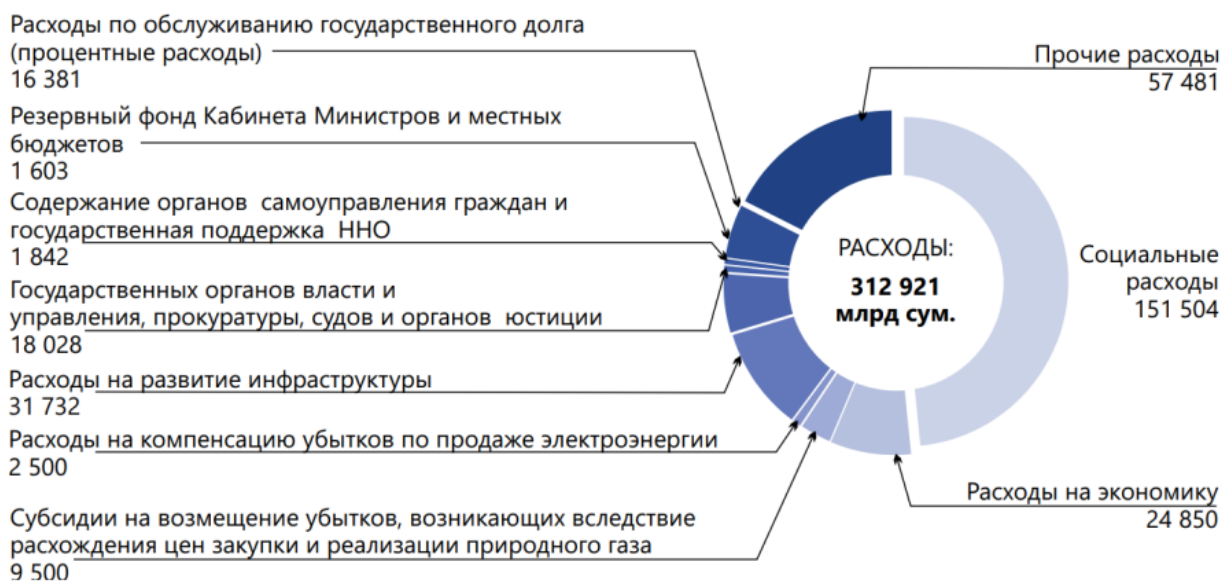 Расходы по обслуживанию государственного долга
(процентные расходы)
16 381
Резервный фонд Кабинета Министров и местных
бюджетов
1 603
Содержание органов самоуправления граждан и
государственная поддержка ННО
1 842
Государственных органов власти и
управления, прокуратуры, судов и органов юстиции
18 028
Расходы на развитие инфраструктуры
31 732
Расходы на компенсацию убытков по продаже электроэнергии
2 500
Субсидии на возмещение убытков, возникающих вследствие
расхождения цен закупки и реализации природного газа
9 500
РАСХОДЫ:
312 921
млрд сум.
Прочие расходы
57 481
Социальные
расходы
151 504
Расходы на экономику
24 850